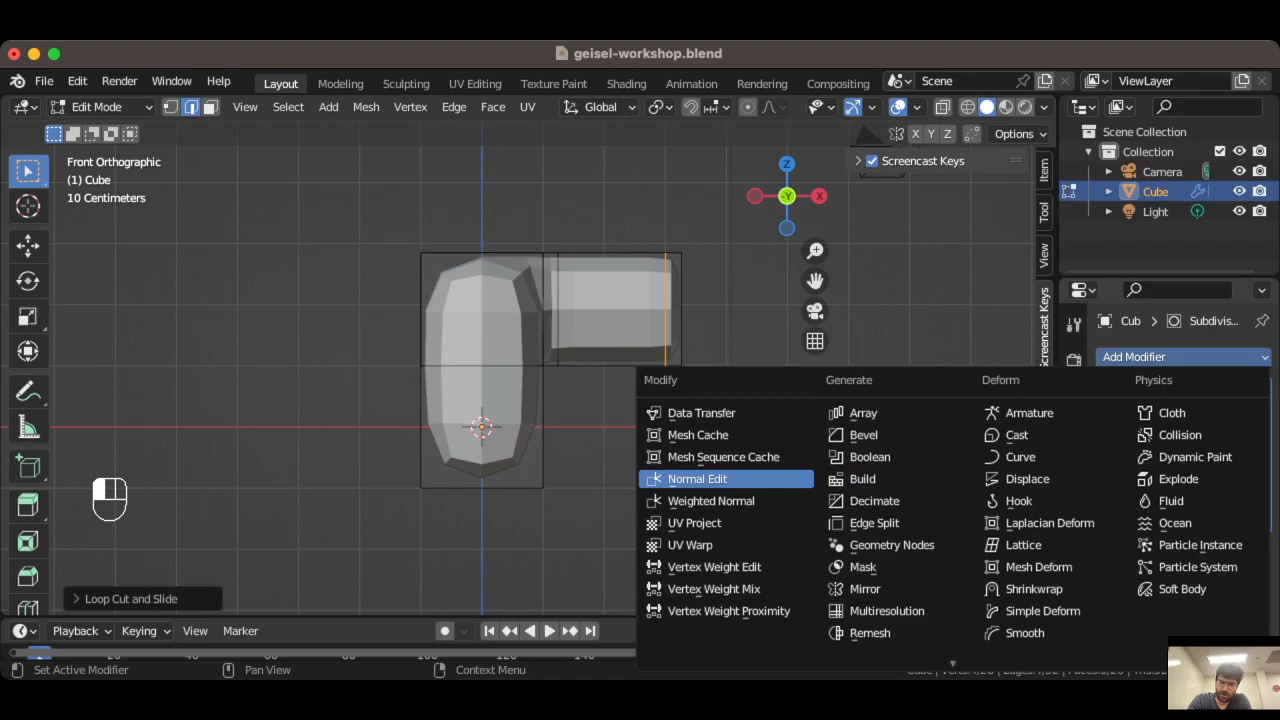 geisel-workshop.blend
File Edit Render Window Help Layout Modeling Sculpting UV Editing Texture Paint Shading Animation Rendering Compositing Scene ViewLayer
Edit Mode View Select Add Mesh Vertex Edge Face UV Global
X Y Z Options
Scene Collection
Collection
Camera
Cube
Light
Front Orthographic
(1) Cube
10 Centimeters
Screencast Keys
Z
Y
X
Item
Tool
View
Screencast Keys
Cub Subdivis...
Add Modifier
Modify Generate Deform Physics
Data Transfer Array Armature Cloth
Mesh Cache Bevel Cast Collision
Mesh Sequence Cache Boolean Curve Dynamic Paint
Normal Edit Build Displace Explode
Weighted Normal Decimate Hook Fluid
UV Project Edge Split Laplacian Deform Ocean
UV Warp Geometry Nodes Lattice Particle Instance
Vertex Weight Edit Mask Mesh Deform Particle System
Vertex Weight Mix Mirror Shrinkwrap Soft Body
Vertex Weight Proximity Multiresolution Simple Deform
Remesh Smooth
Loop Cut and Slide
Playback Keying View Marker
Set Active Modifier Pan View Context Menu